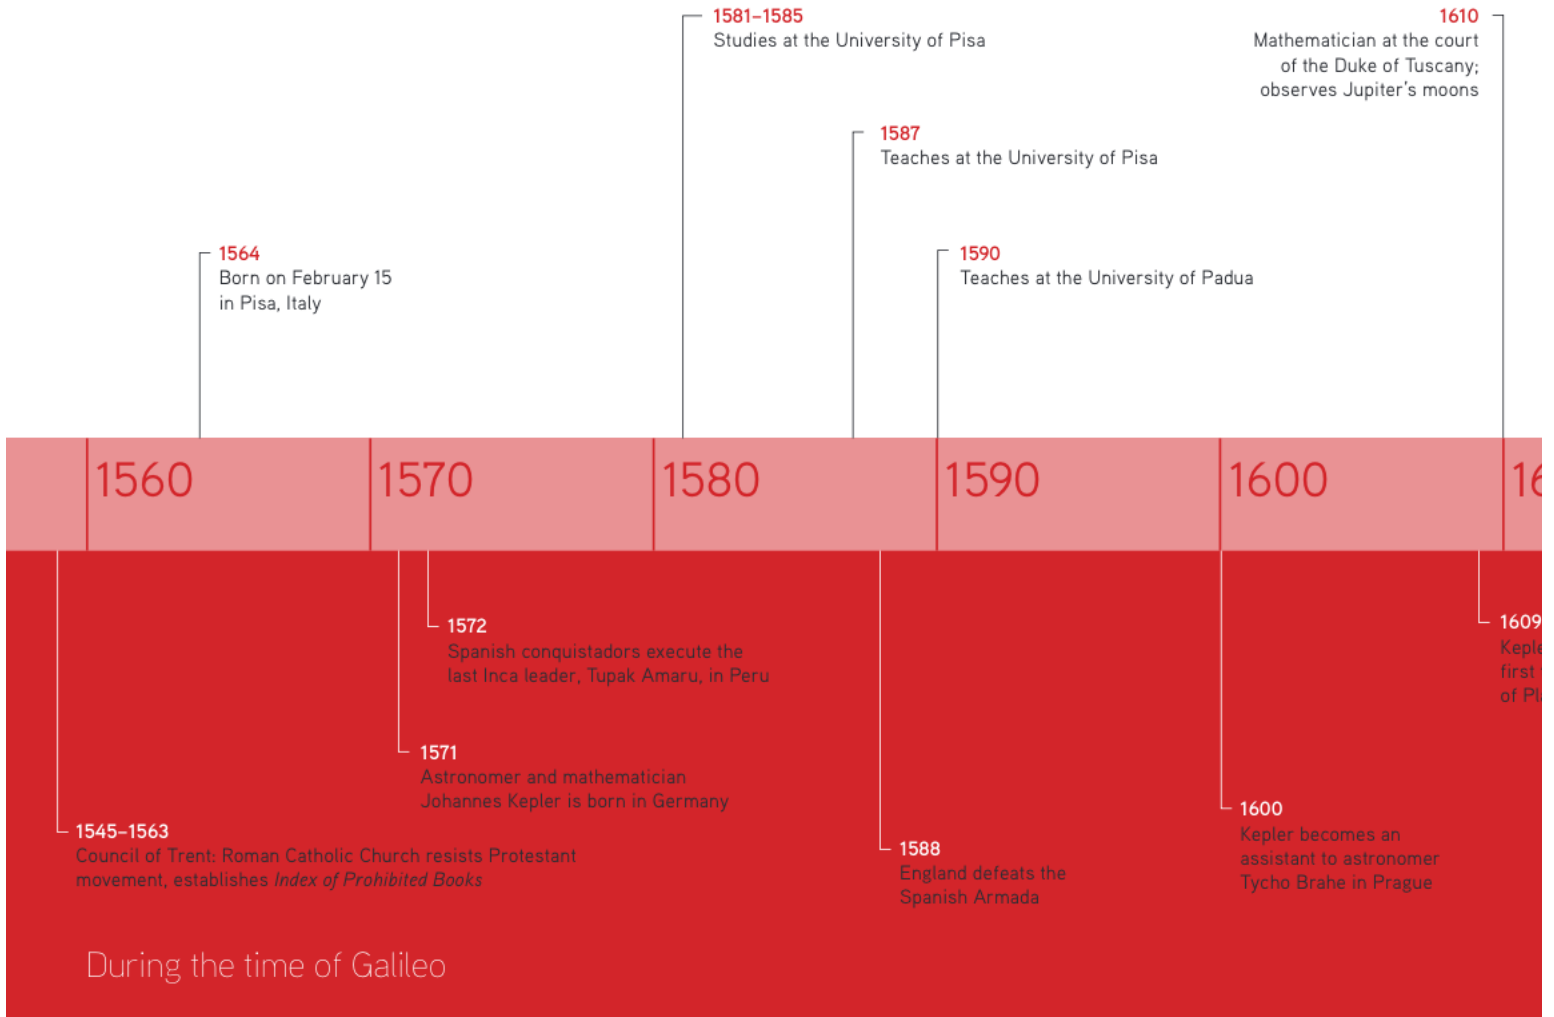 1581–1585
Studies at the University of Pisa
1610
Mathematician at the court
of the Duke of Tuscany;
observes Jupiter's moons
1587
Teaches at the University of Pisa
1564
Born on February 15
in Pisa, Italy
1590
Teaches at the University of Padua
1560
1570
1580
1590
1600
1572
Spanish conquistadors execute the
last Inca leader, Tupak Amaru, in Peru
1609
first
of
1571
Astronomer and mathematician
Johannes Kepler is born in Germany
1545–1563
Council of Trent: Roman Catholic Church resists Protestant
movement, establishes Index of Prohibited Books
1588
England defeats the
Spanish Armada
1600
Kepler becomes an
assistant to astronomer
Tycho Brahe in Prague
During the time of Galileo